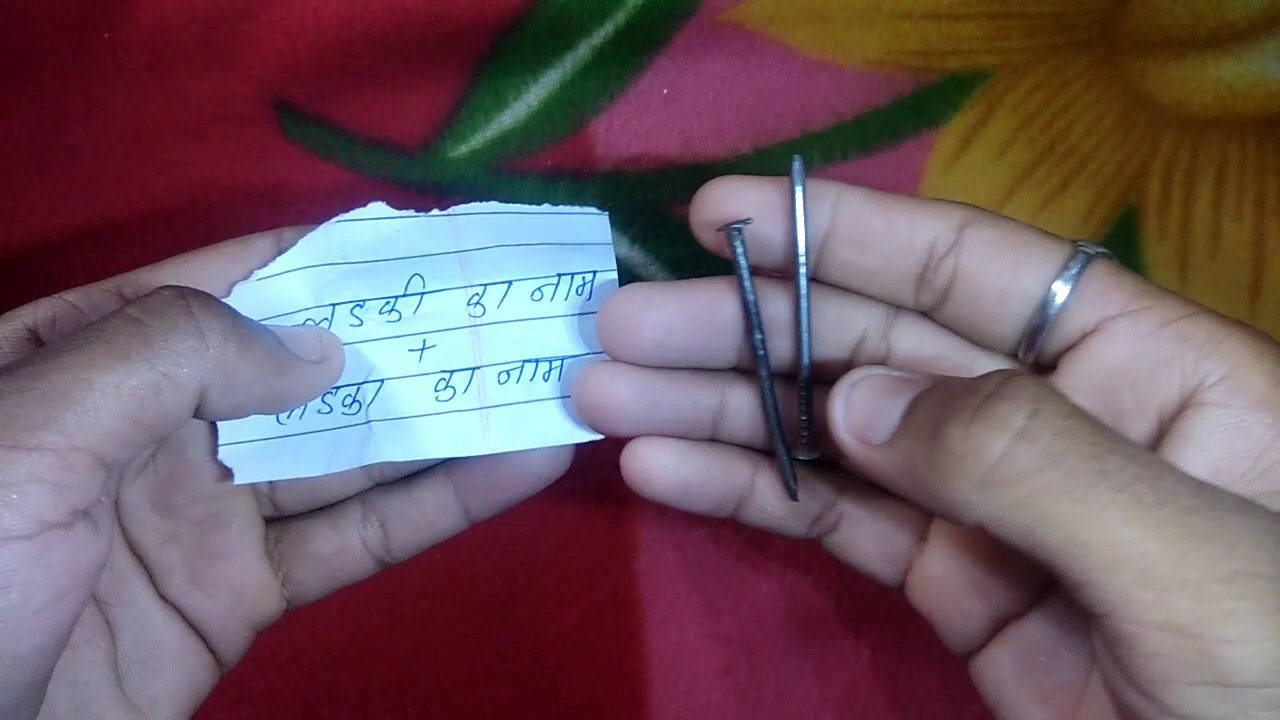 लडकी का नाम
+
लडका का नाम